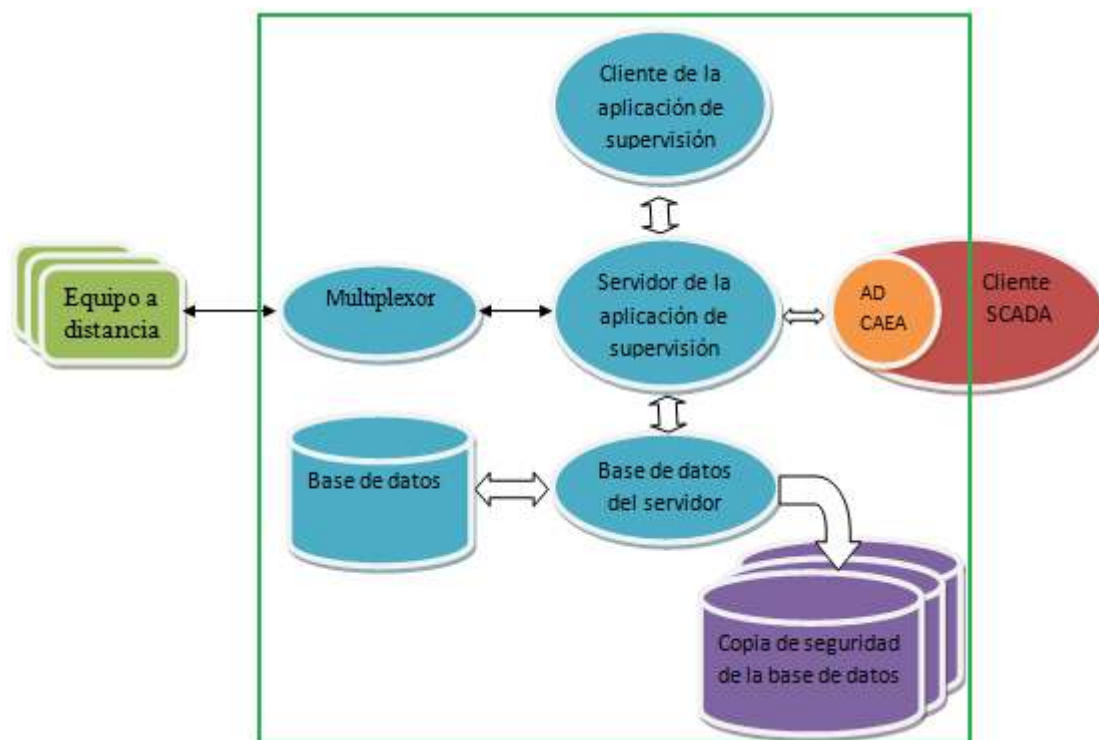 Cliente de la
aplicación de
supervisión
Equipo a
distancia
Multiplexor
Servidor de la
aplicación de
supervisión
AD
CAEA
Cliente
SCADA
Base de datos
Base de datos
del servidor
Copia de seguridad
de la base de datos